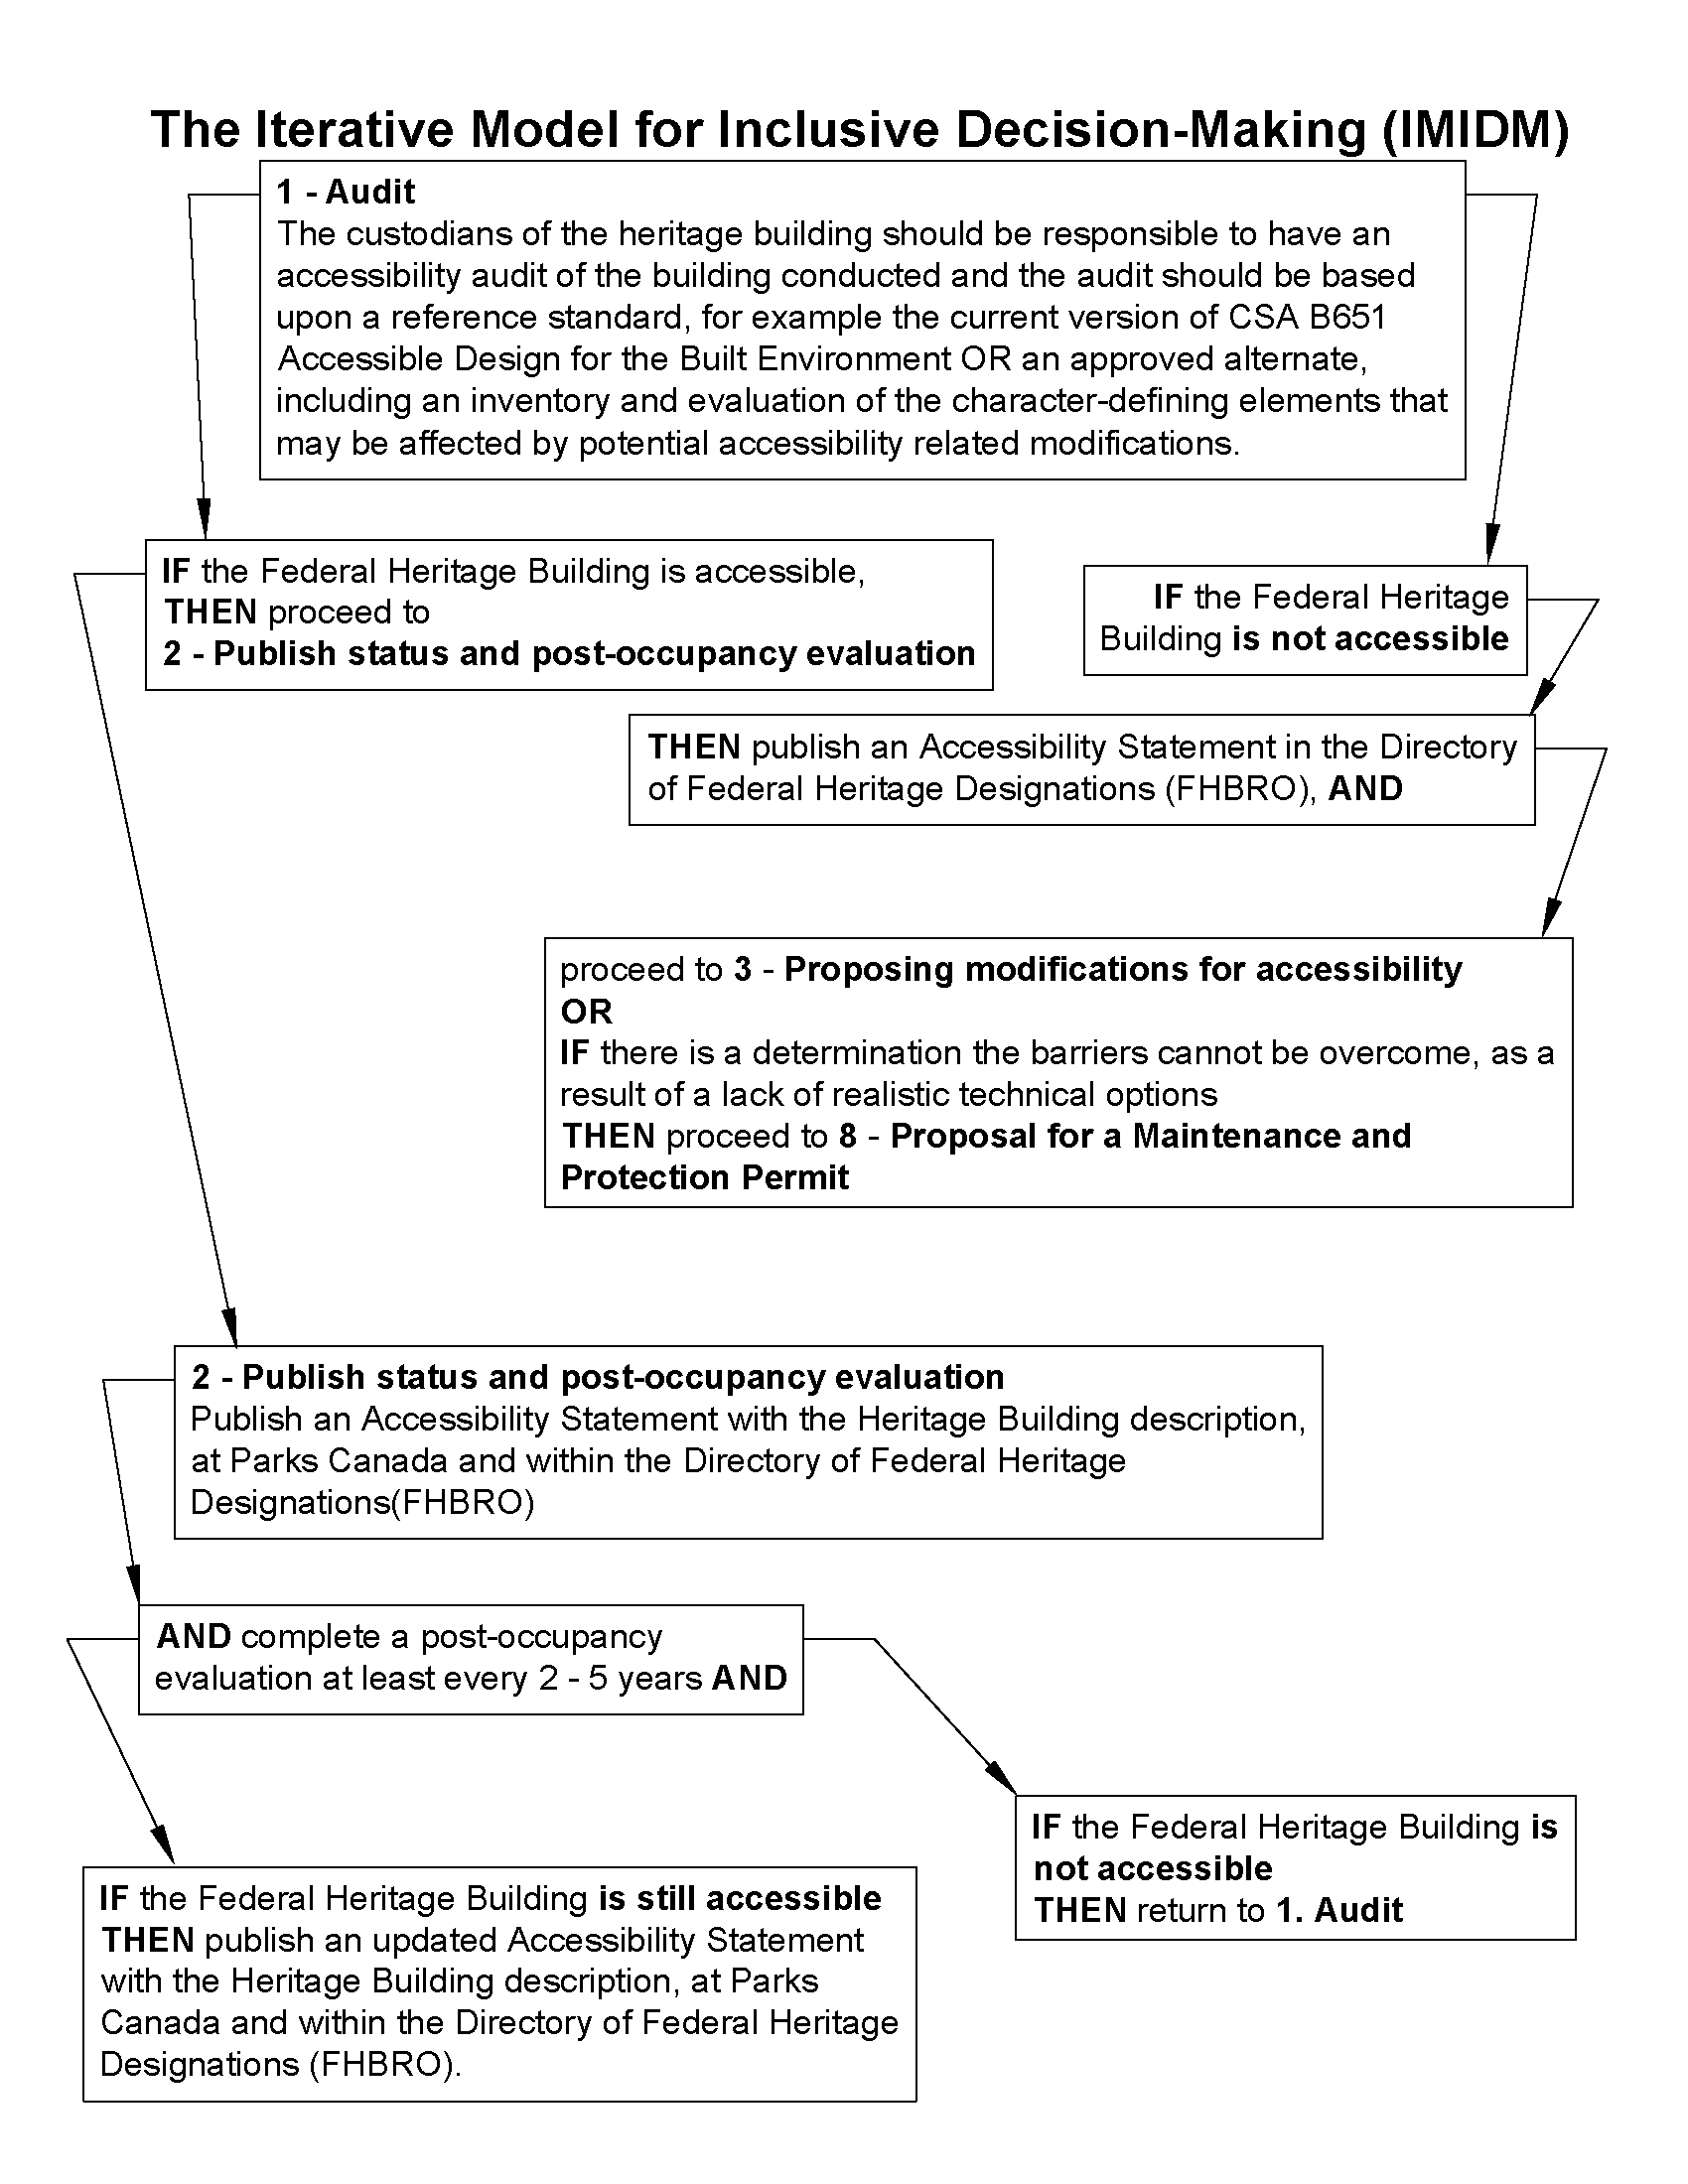 The Iterative Model for Inclusive Decision-Making (IMIDM)
1 - Audit
The custodians of the heritage building should be responsible to have an
accessibility audit of the building conducted and the audit should be based
upon a reference standard, for example the current version of CSA B651
Accessible Design for the Built Environment OR an approved alternate,
including an inventory and evaluation of the character-defining elements that
may be affected by potential accessibility related modifications.
IF the Federal Heritage Building is accessible,
THEN proceed to
2 - Publish status and post-occupancy evaluation
IF the Federal Heritage
Building is not accessible
THEN publish an Accessibility Statement in the Directory
of Federal Heritage Designations (FHBRO), AND
proceed to 3 - Proposing modifications for accessibility
OR
IF there is a determination the barriers cannot be overcome, as a
result of a lack of realistic technical options
THEN proceed to 8 - Proposal for a Maintenance and
Protection Permit
2 - Publish status and post-occupancy evaluation
Publish an Accessibility Statement with the Heritage Building description,
at Parks Canada and within the Directory of Federal Heritage
Designations(FHBRO)
AND complete a post-occupancy
evaluation at least every 2 - 5 years AND
IF the Federal Heritage Building is
not accessible
THEN return to 1. Audit
IF the Federal Heritage Building is still accessible
THEN publish an updated Accessibility Statement
with the Heritage Building description, at Parks
Canada and within the Directory of Federal Heritage
Designations (FHBRO).